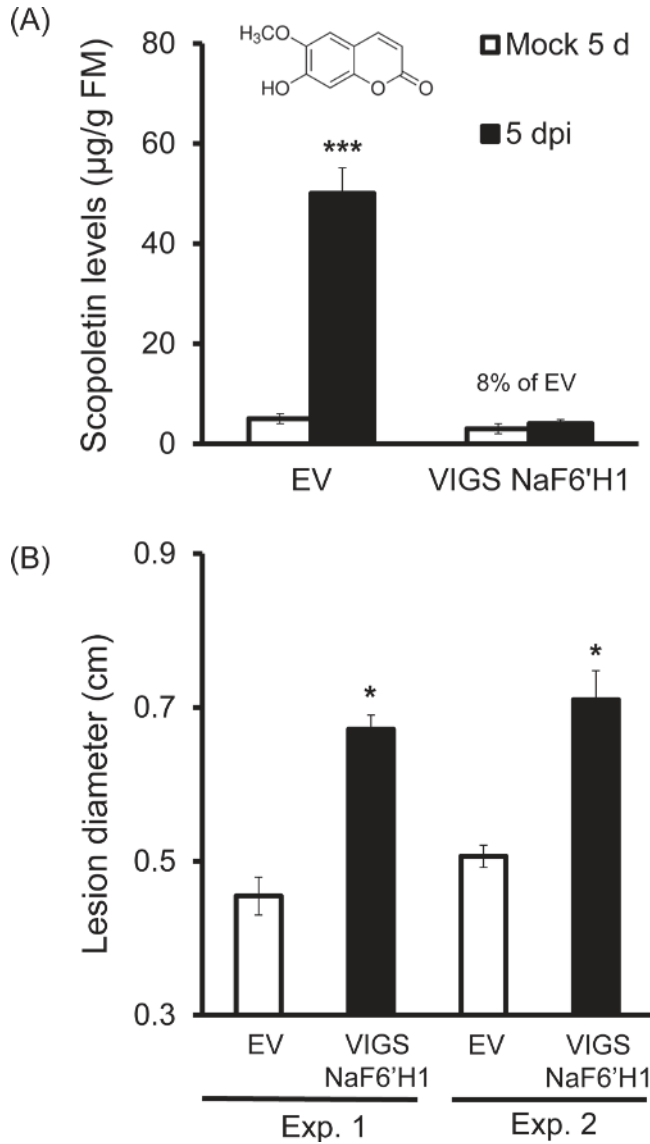 (A)
Scopoletin levels (µg/g FM)
80
60
40
20
0
H₃CO
HO
O
O
Mock 5 d
5 dpi
***
8% of EV
EV
VIGS NaF6'H1
(B)
Lesion diameter (cm)
0.9
0.7
0.5
0.3
*
*
EV
VIGS
NaF6’H1
EV
VIGS
NaF6’H1
Exp. 1
Exp. 2